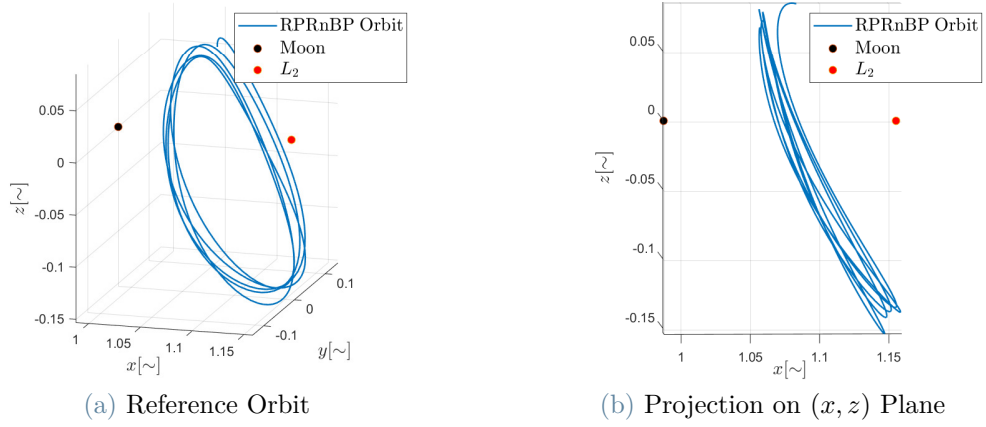 RPRnBP Orbit
Moon
L₂
0.05
0
-0.05
-0.1
-0.15
z[~]
1
1.05
1.1
1.15
x[~]
-0.1
0
0.1
y[~]
(a) Reference Orbit
RPRnBP Orbit
Moon
L₂
0.05
0
-0.05
-0.1
-0.15
z[~]
1
1.05
1.1
1.15
x[~]
(b) Projection on (x, z) Plane